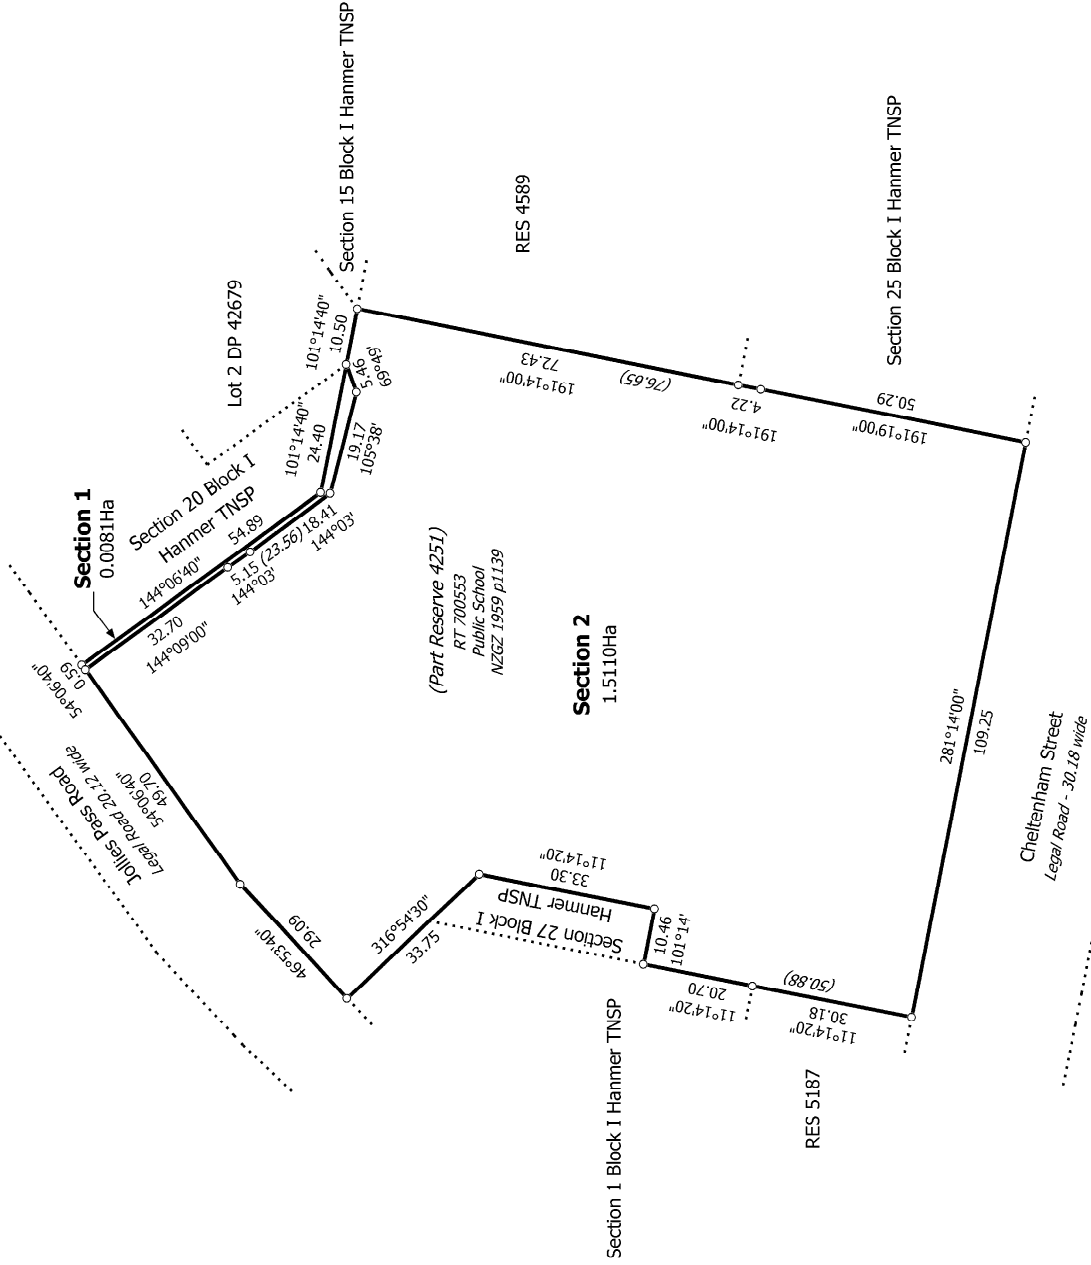 Section 15 Block I Hanmer TNSP
RES 4589
Section 25 Block I Hanmer TNSP
Lot 2 DP 42679
101°14'40"
10.50
5.46
69°49'
101°14'40"
24.40
19.17
105°38'
Section 20 Block I
Hanmer TNSP
Section 1
0.0081Ha
144°06'40"
54.89
32.70
144°09'00"
5.15
(23.56)
18.41
144°03'
144°03'
54°06'40"
0.59
Jollies Pass Road
Legal Road 20.12 wide
54°06'40"
49.70
46°53'40"
29.09
316°54'30"
33.75
72.43
191°14'00"
(76.65)
4.22
191°14'00"
50.29
191°19'00"
(Part Reserve 4251)
RT 700553
Public School
NZGZ 1959 p1139
Section 2
1.5110Ha
281°14'00"
109.25
Cheltenham Street
Legal Road - 30.18 wide
11°14'20"
33.30
Section 27 Block I
Hanmer TNSP
10.46
101°14'
20.70
11°14'20"
(50.88)
30.18
11°14'20"
Section 1 Block I Hanmer TNSP
RES 5187